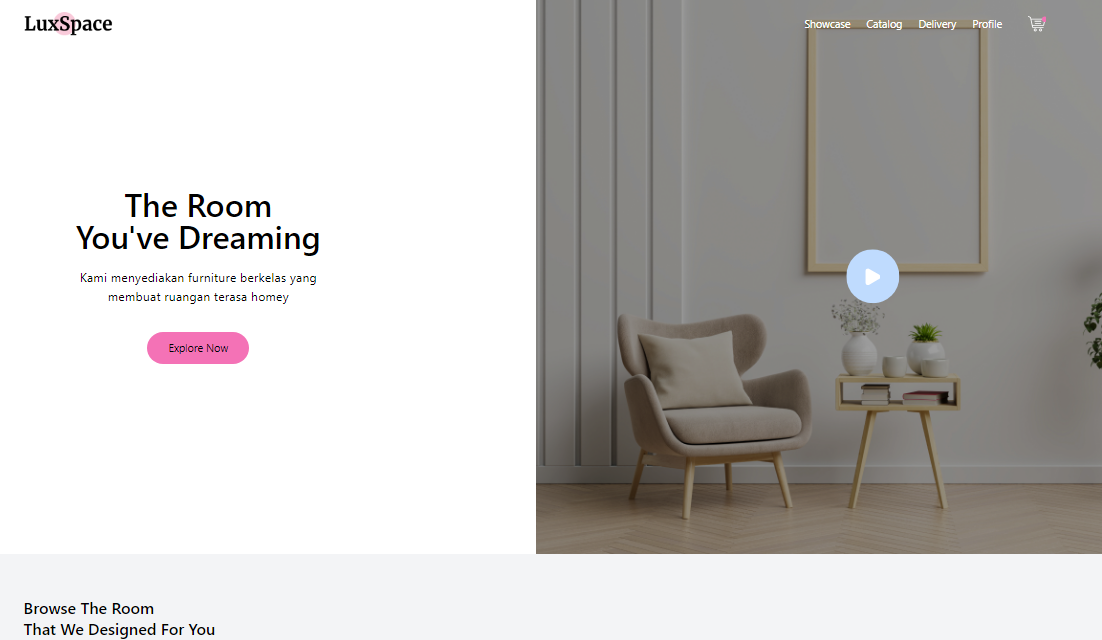 LuxSpace
Showcase Catalog Delivery Profile
The Room
You've Dreaming
Kami menyediakan furniture berkelas yang
membuat ruangan terasa homey
Explore Now
Browse The Room
That We Designed For You